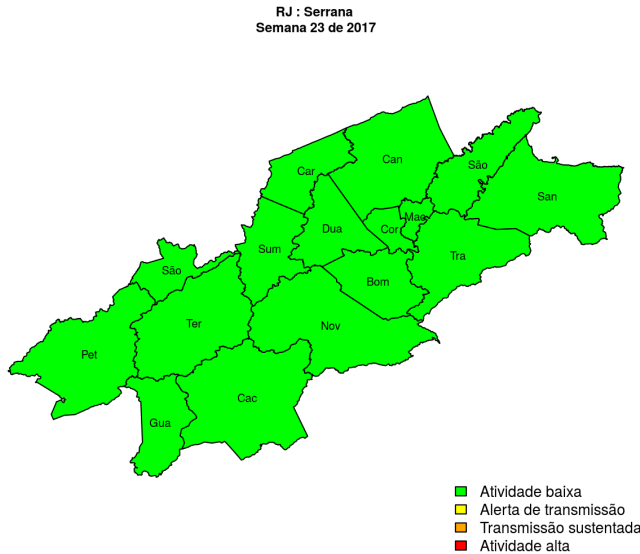 RJ : Serrana
Semana 23 de 2017
Can
São
Car
San
Mac
Dua
Cor
Sum
Tra
São
Bom
Ter
Nov
Pet
Cac
Gua
Atividade baixa
Alerta de transmissão
Transmissão sustentada
Atividade alta